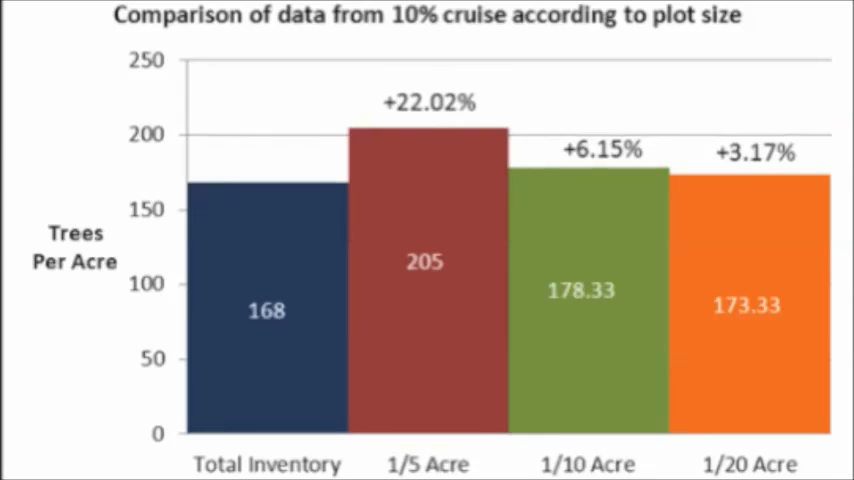 Comparison of data from 10% cruise according to plot size
250
+22.02%
200
+6.15%
+3.17%
150
Trees
Per Acre
100
50
0
168
205
178.33
173.33
Total Inventory
1/5 Acre
1/10 Acre
1/20 Acre